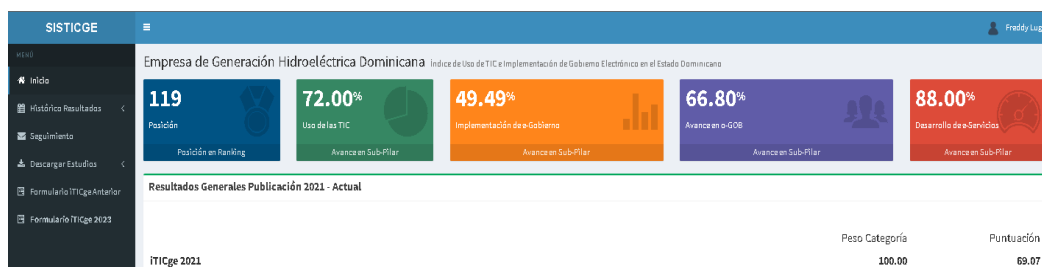 SISTICGE
Freddy Lug
MENÚ
Inicio
Histórico Resultados
Seguimiento
Descargar Estudios
Formulario iTICge Anterior
Formulario iTICge 2023
Empresa de Generación Hidroeléctrica Dominicana Índice de Uso de TIC e Implementación de Gobierno Electrónico en el Estado Dominicano
119
Posición
Posición en Ranking
72.00%
Uso de las TIC
Avance en Sub-Pilar
49.49%
Implementación de e-Gobierno
Avance en Sub-Pilar
66.80%
Avance en o-GOB
Avance en Sub-Pilar
88.00%
Desarrollo de e-Servicios
Avance en Sub-Pilar
Resultados Generales Publicación 2021 - Actual
Peso Categoría Puntuación
iTICge 2021 100.00 69.07